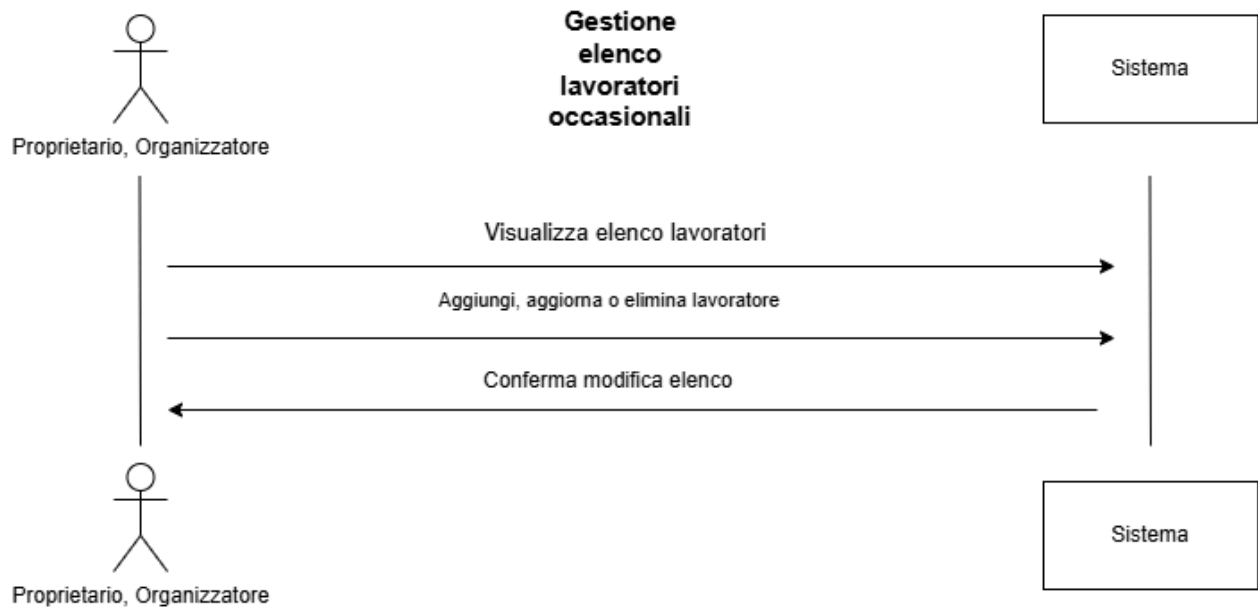 Gestione
elenco
lavoratori
occasionali
Sistema
Proprietario, Organizzatore
Visualizza elenco lavoratori
Aggiungi, aggiorna o elimina lavoratore
Conferma modifica elenco
Sistema
Proprietario, Organizzatore